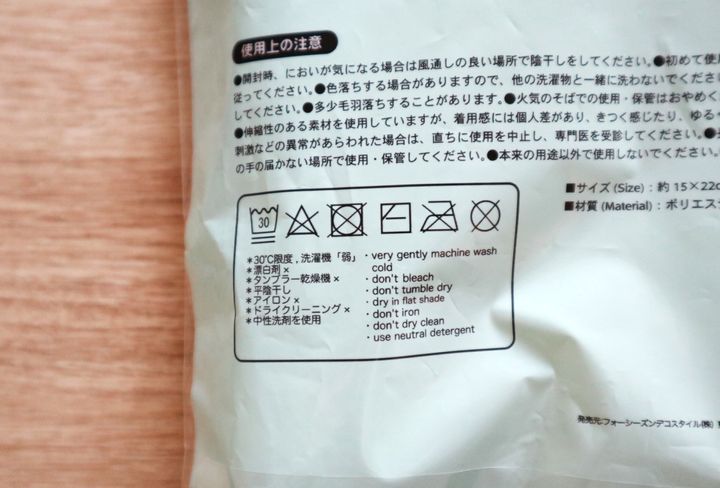 使用上の注意
●開封時、においが気になる場合は風通しの良い場所で陰干しをしてください。●初めて使
従ってください。●色落ちする場合がありますので、他の洗濯物と一緒に洗わないでくださ
してください。●多少毛羽落ちすることがあります。●火気のそばでの使用・保管はおやめく
●伸縮性のある素材を使用していますが、着用感には個人差があり、きつく感じたり、ゆるく
刺激などの異常があらわれた場合は、直ちに使用を中止し、専門医を受診してください。●
の手の届かない場所で使用・保管してください。●本来の用途以外で使用しないでください。
■サイズ (Size) : 約 15×22c
■材質 (Material) : ポリエス
30
＊30℃限度, 洗濯機「弱」
＊漂白剤×
＊タンブラー乾燥機×
＊平陰干し
＊アイロン×
＊ドライクリーニング×
＊中性洗剤を使用
・very gently machine wash
cold
・don't bleach
・don't tumble dry
・dry in flat shade
・don't iron
・don't dry clean
・use neutral detergent
発売元:フォーシーズンデコスタイル(株)